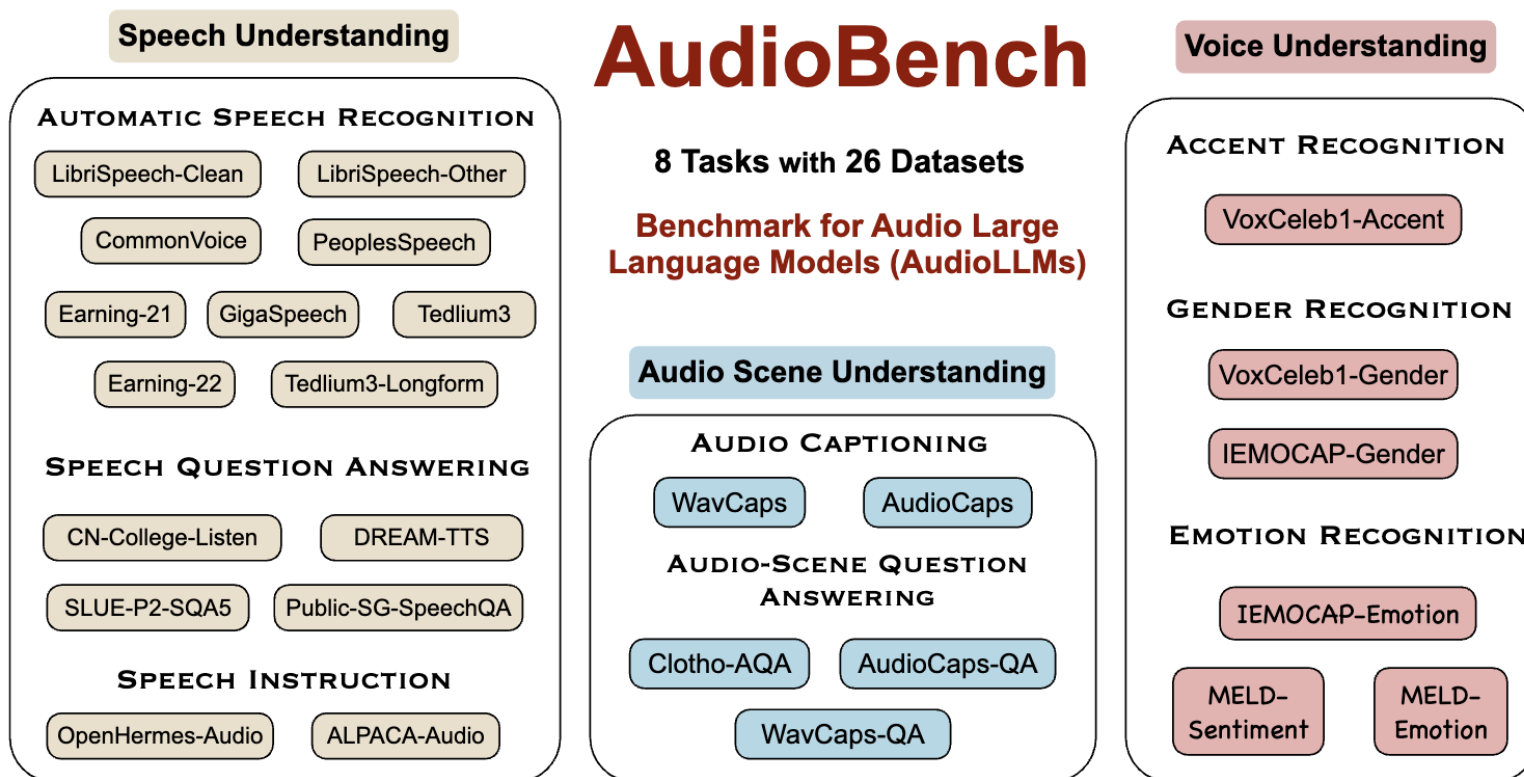 Speech Understanding
AUTOMATIC SPEECH RECOGNITION
LibriSpeech-Clean
LibriSpeech-Other
CommonVoice
PeoplesSpeech
Earning-21
GigaSpeech
Tedlium3
Earning-22
Tedlium3-Longform
SPEECH QUESTION ANSWERING
CN-College-Listen
DREAM-TTS
SLUE-P2-SQA5
Public-SG-SpeechQA
SPEECH INSTRUCTION
OpenHermes-Audio
ALPACA-Audio
AudioBench
8 Tasks with 26 Datasets
Benchmark for Audio Large
Language Models (AudioLLMs)
Audio Scene Understanding
AUDIO CAPTIONING
WavCaps
AudioCaps
AUDIO-SCENE QUESTION
ANSWERING
Clotho-AQA
AudioCaps-QA
WavCaps-QA
Voice Understanding
ACCENT RECOGNITION
VoxCeleb1-Accent
GENDER RECOGNITION
VoxCeleb1-Gender
IEMOCAP-Gender
EMOTION RECOGNITION
IEMOCAP-Emotion
MELD-
Sentiment
MELD-
Emotion